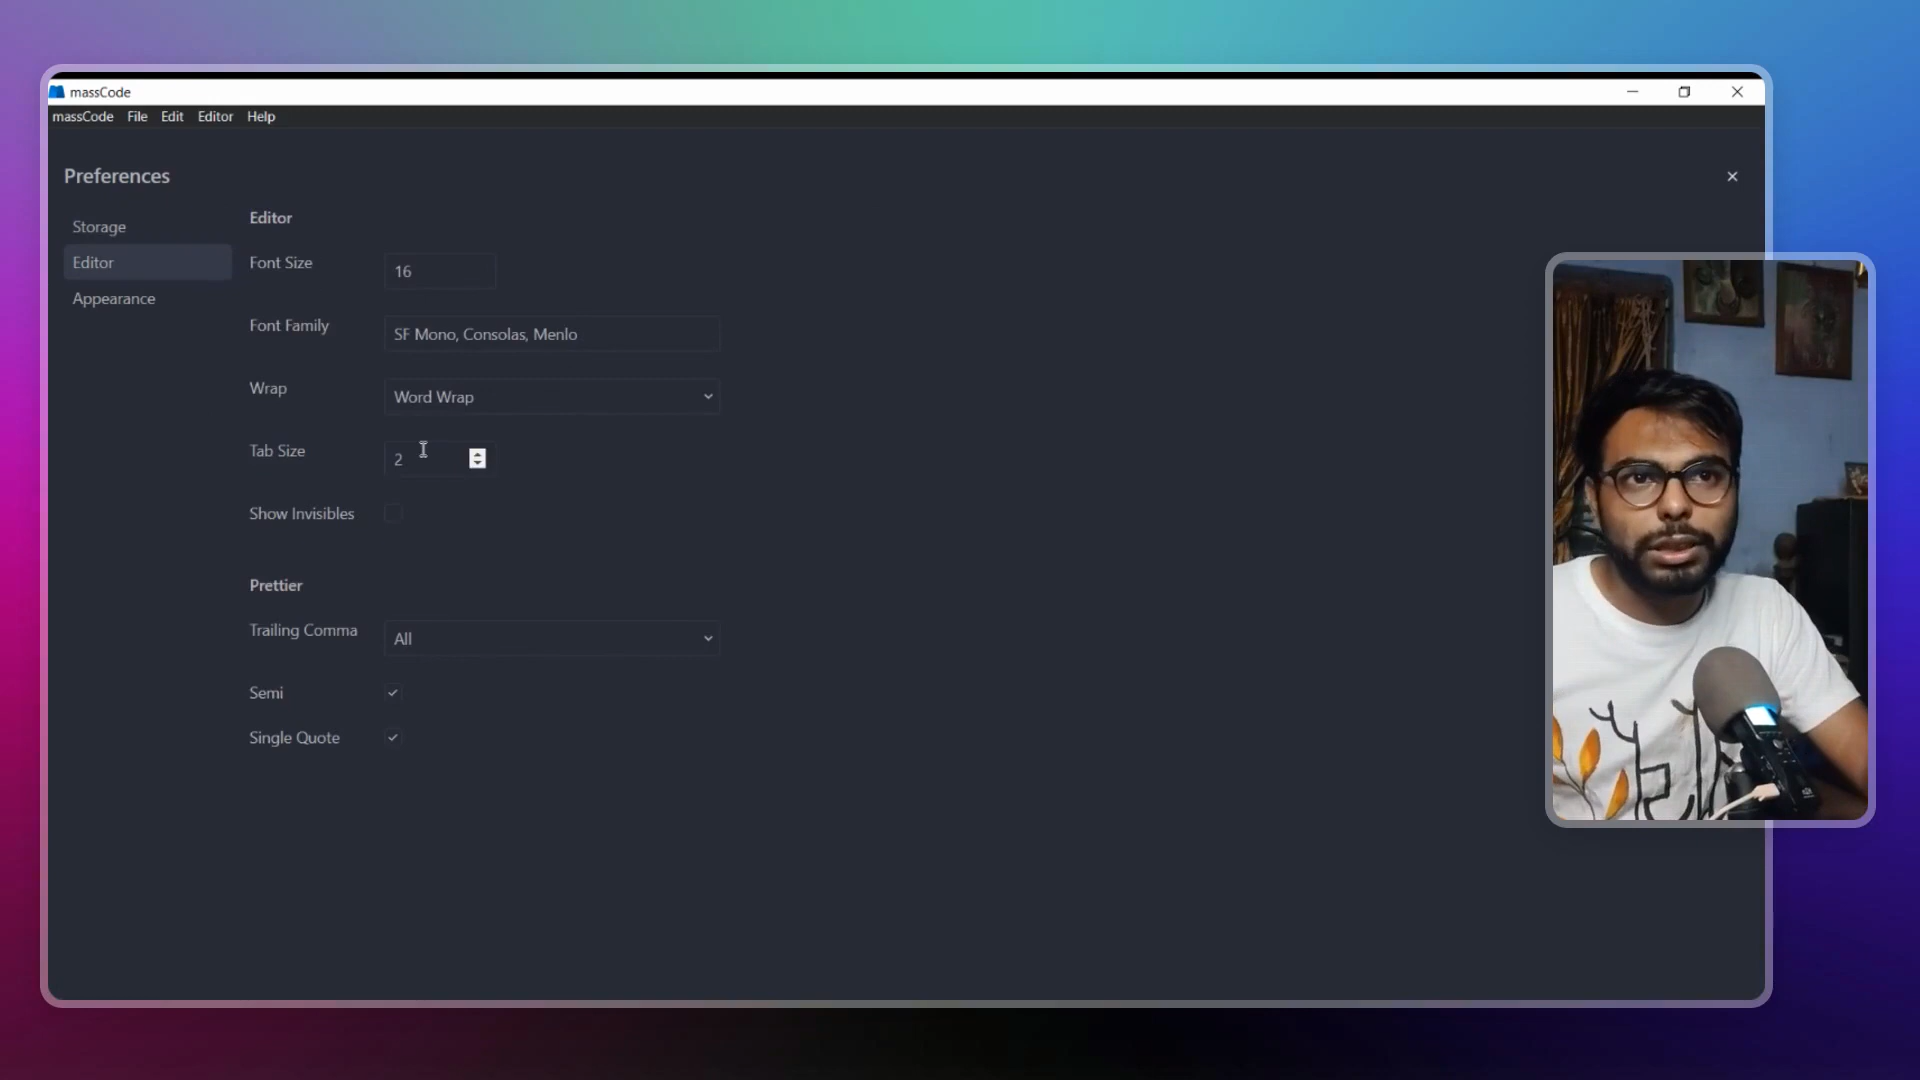 massCode
massCode File Edit Editor Help
Preferences
Storage
Editor
Appearance
Editor
Font Size 16
Font Family SF Mono, Consolas, Menlo
Wrap Word Wrap
Tab Size 2
Show Invisibles
Prettier
Trailing Comma All
Semi
Single Quote